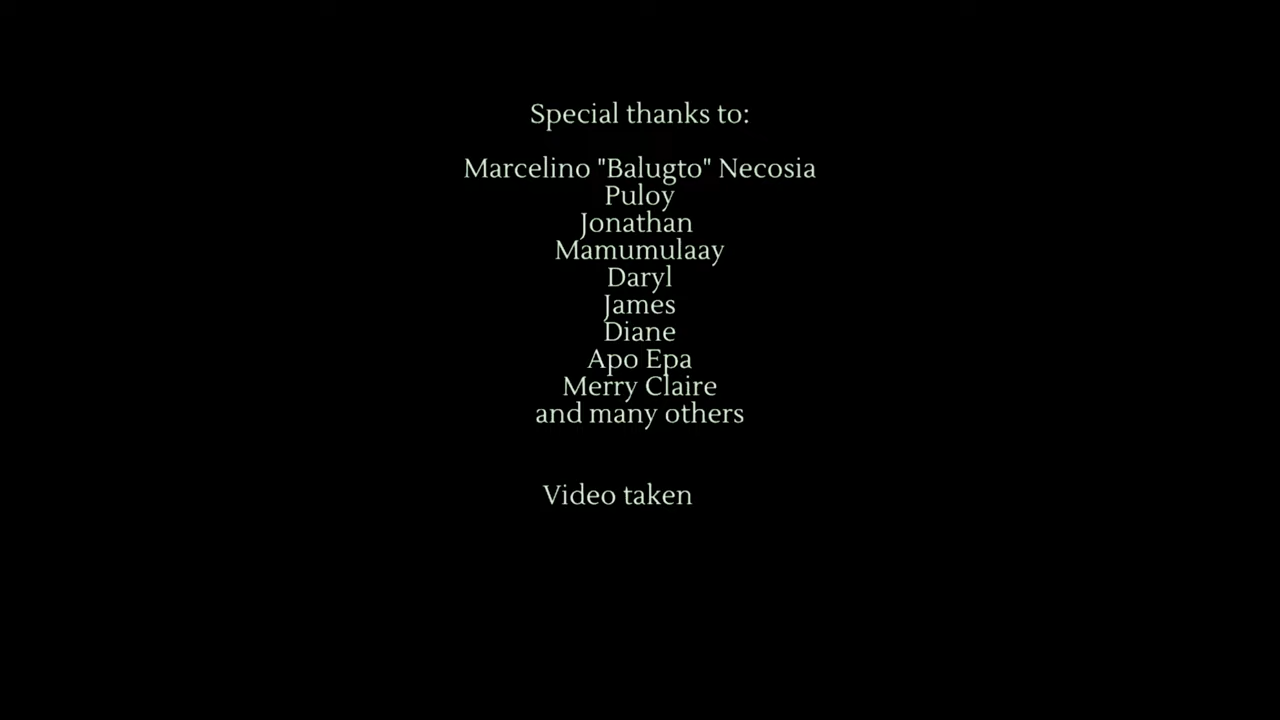 Special thanks to:
Marcelino "Balugto" Necosia
Puloy
Jonathan
Mamumulaay
Daryl
James
Diane
Apo Epa
Merry Claire
and many others
Video taken